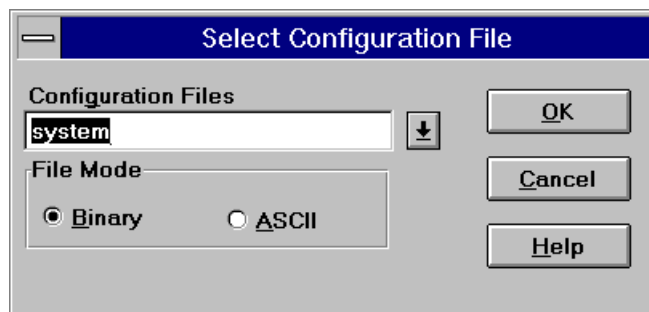 Select Configuration File
Configuration Files
system
OK
File Mode
Cancel
Binary
ASCII
Help